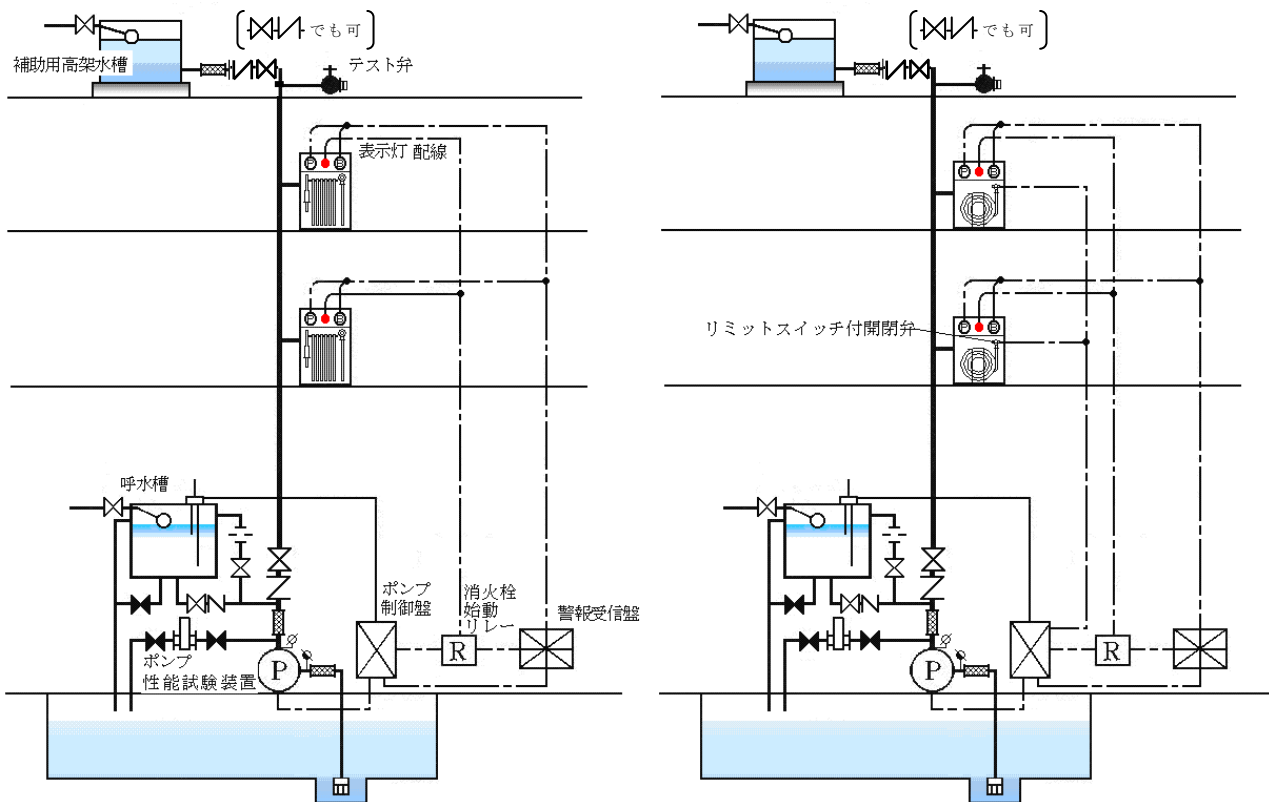 でも可
補助用高架水槽
テスト弁
表示灯 配線
P
B
P
B
呼水槽
ポンプ
制御盤
消火栓
始動
リレー
警報受信盤
R
P
ポンプ
性能試験装置
でも可
P
B
リミットスイッチ付開閉弁
P
B
R
P